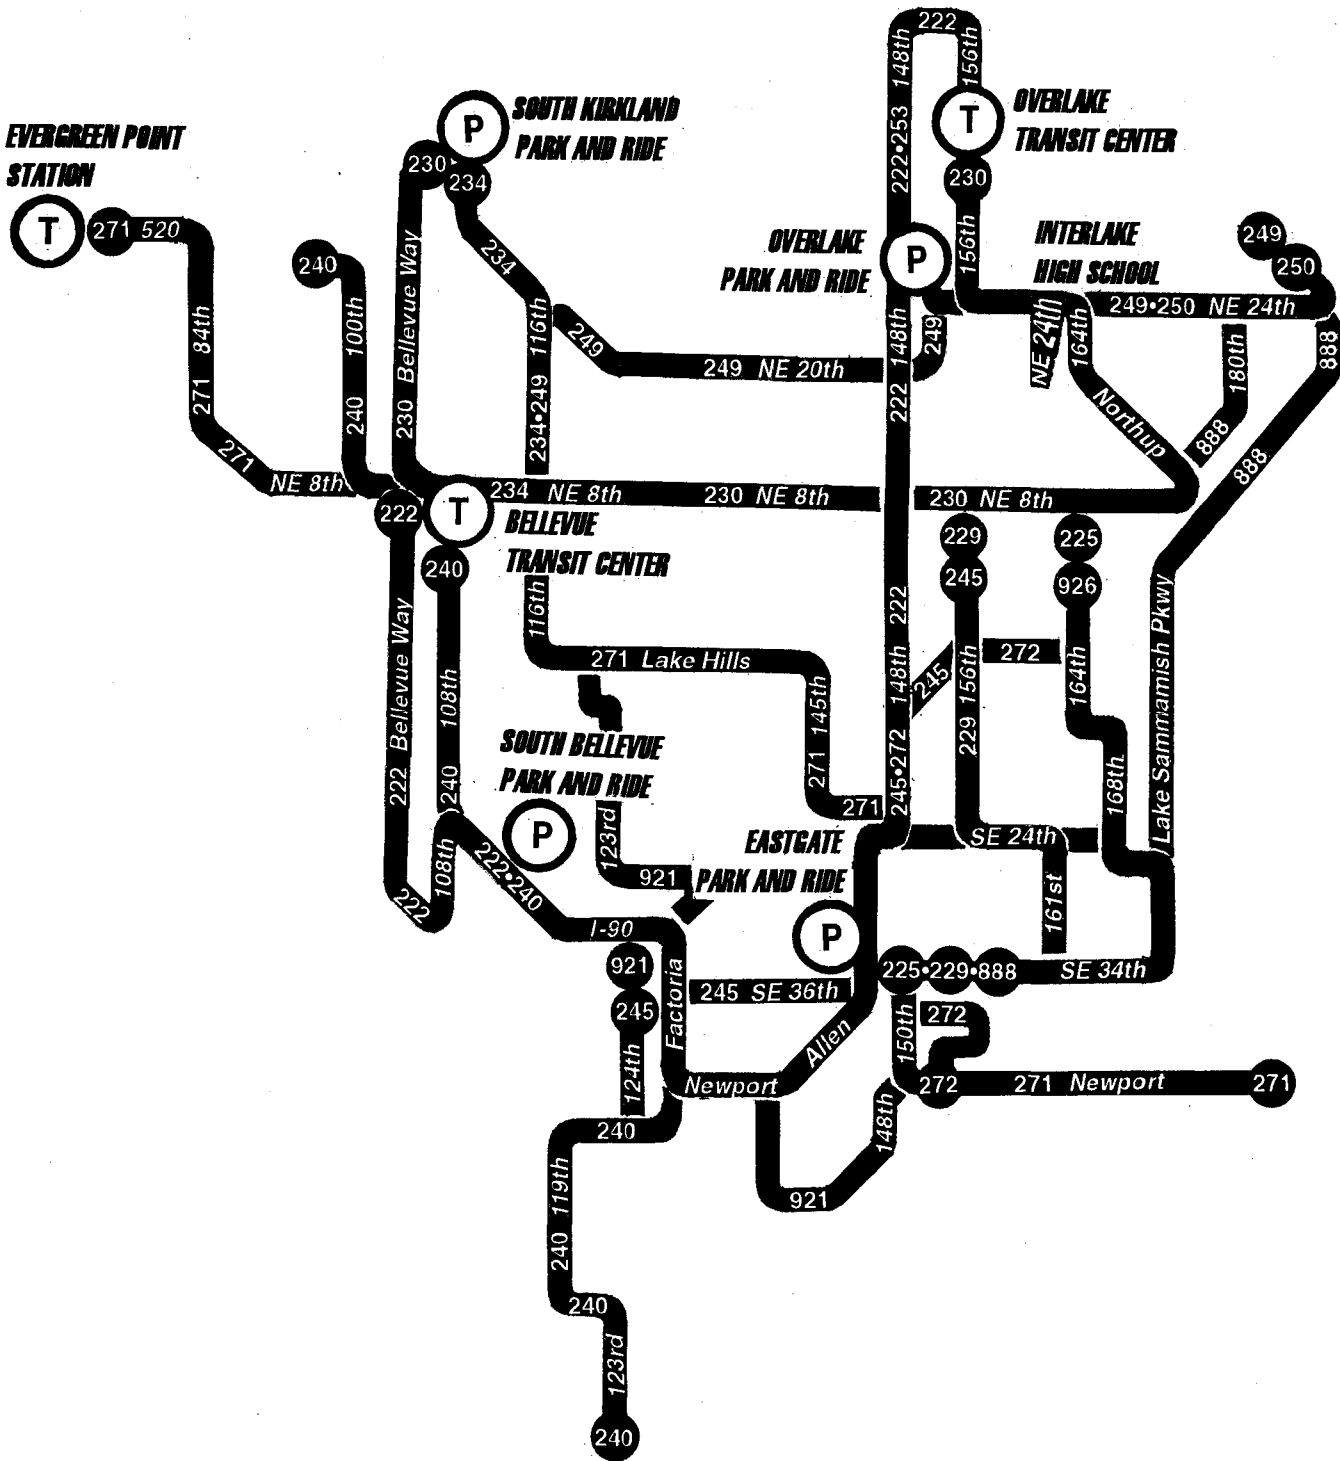 222
148th
156th
222•253
SOUTH KIRKLAND
PARK AND RIDE
P
OVERLAKE
TRANSIT CENTER
T
EVERGREEN POINT
STATION
T
230
234
230
271 520
240
234
Bellevue Way
100th
OVERLAKE
PARK AND RIDE
P
156th
INTERLAKE
HIGH SCHOOL
249
250
249•250 NE 24th
84th
271
116th
249
249 NE 20th
148th
249
NE 24th
164th
180th
888
240
230
234•249
222
Northup
888
888
271
NE 8th
222
T
234 NE 8th
230 NE 8th
230 NE 8th
BELLEVUE
TRANSIT CENTER
240
229
245
225
926
116th
222
Bellevue Way
108th
271 Lake Hills
148th
245
156th
272
164th
Lake Sammamish Pkwy
145th
271
222
240
SOUTH BELLEVUE
PARK AND RIDE
P
245•272
229
168th
271
123rd
EASTGATE
PARK AND RIDE
P
SE 24th
108th
222•240
921
222
161st
I-90
921
245
Factoria
245 SE 36th
225•229•888
SE 34th
124th
Allen
150th
272
Newport
272
271 Newport
271
240
148th
119th
921
240
240
123rd
240